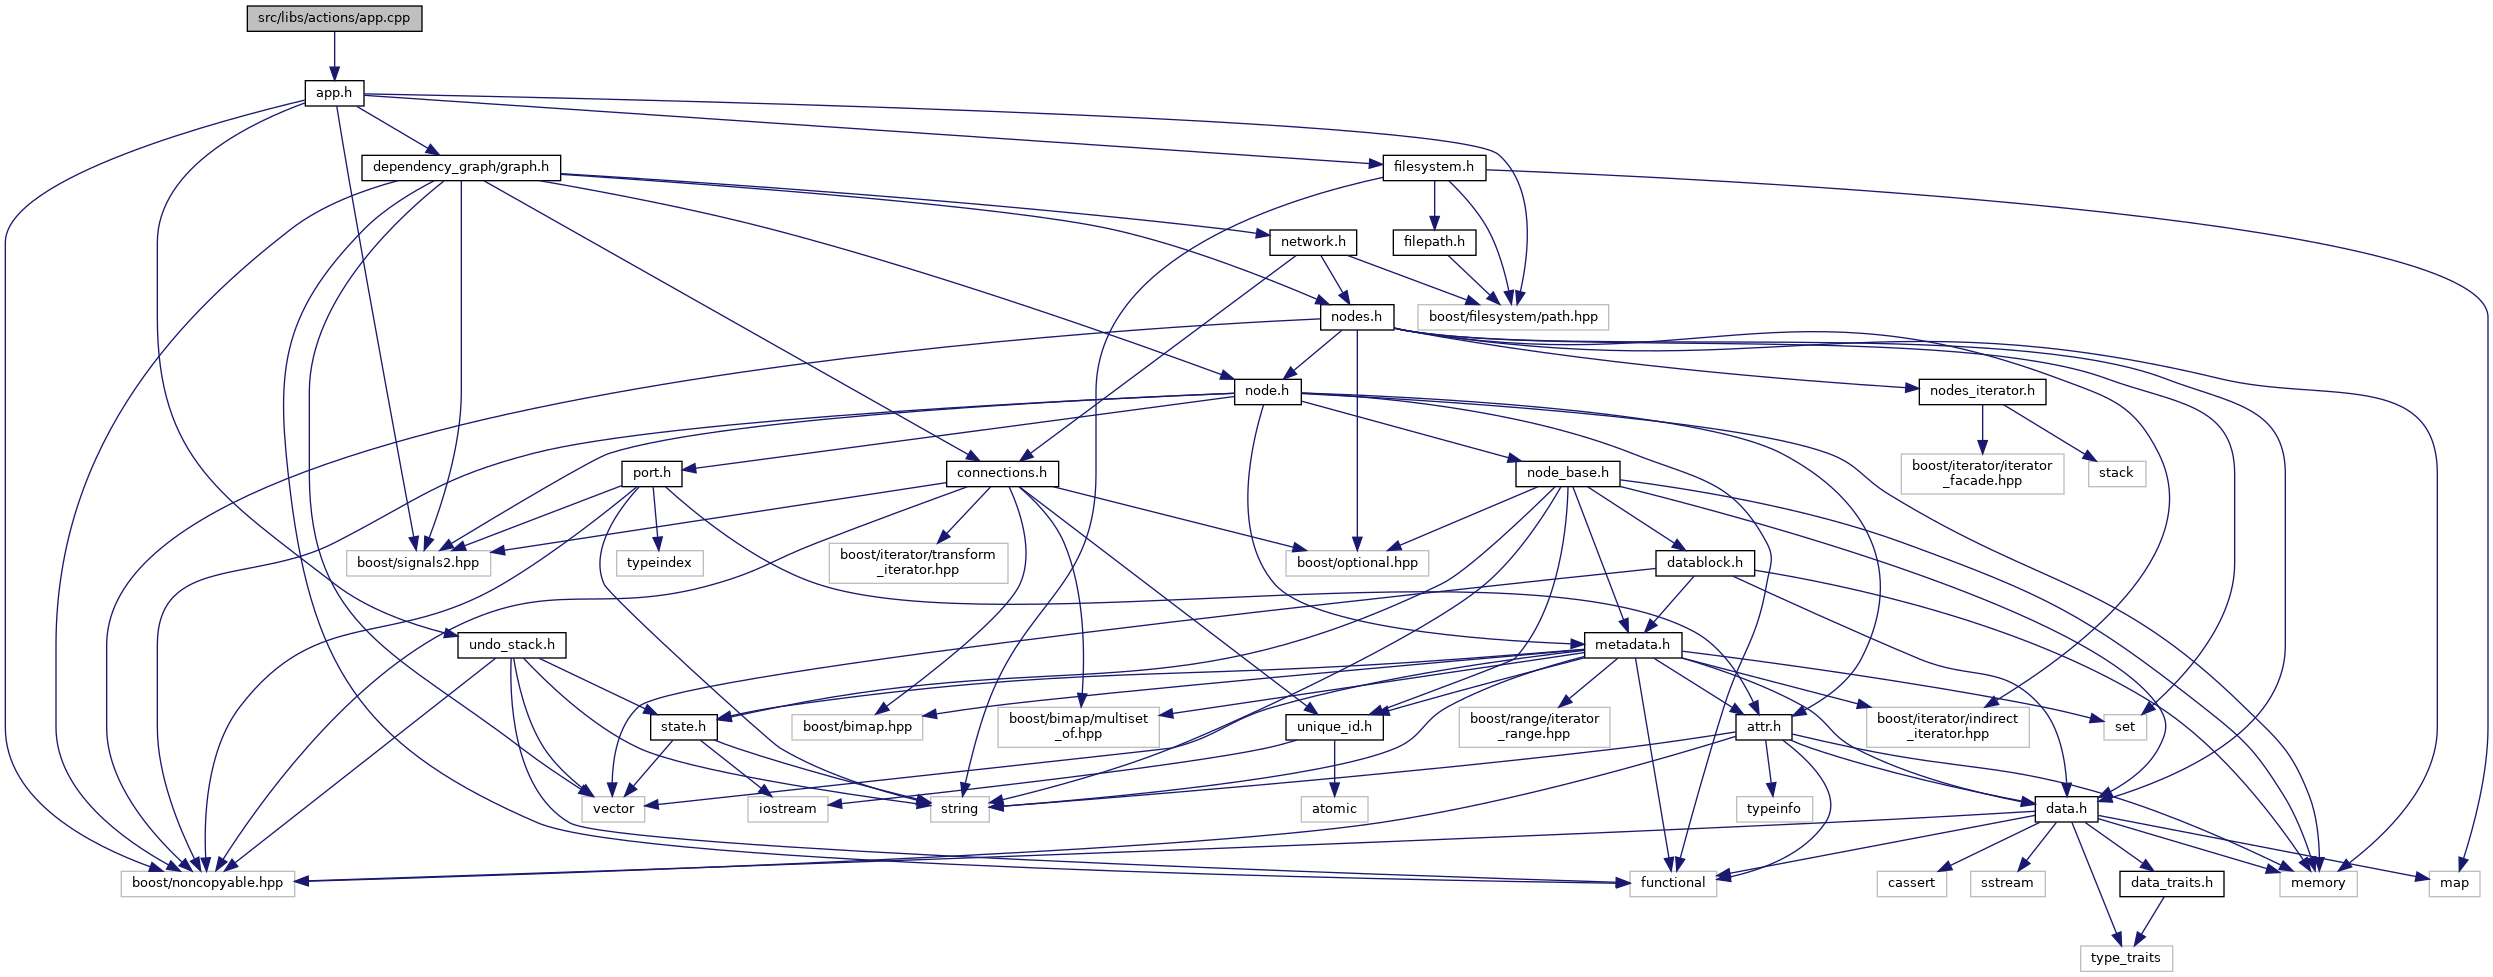 src/libs/actions/app.cpp
app.h
dependency_graph/graph.h
filesystem.h
network.h
filepath.h
nodes.h
boost/filesystem/path.hpp
node.h
nodes_iterator.h
port.h
connections.h
node_base.h
boost/iterator/iterator
_facade.hpp
stack
boost/signals2.hpp
typeindex
boost/iterator/transform
_iterator.hpp
boost/optional.hpp
datablock.h
undo_stack.h
metadata.h
state.h
boost/bimap.hpp
boost/bimap/multiset
_of.hpp
unique_id.h
boost/range/iterator
_range.hpp
attr.h
boost/iterator/indirect
_iterator.hpp
set
vector
iostream
string
atomic
typeinfo
data.h
boost/noncopyable.hpp
functional
cassert
sstream
data_traits.h
memory
map
type_traits